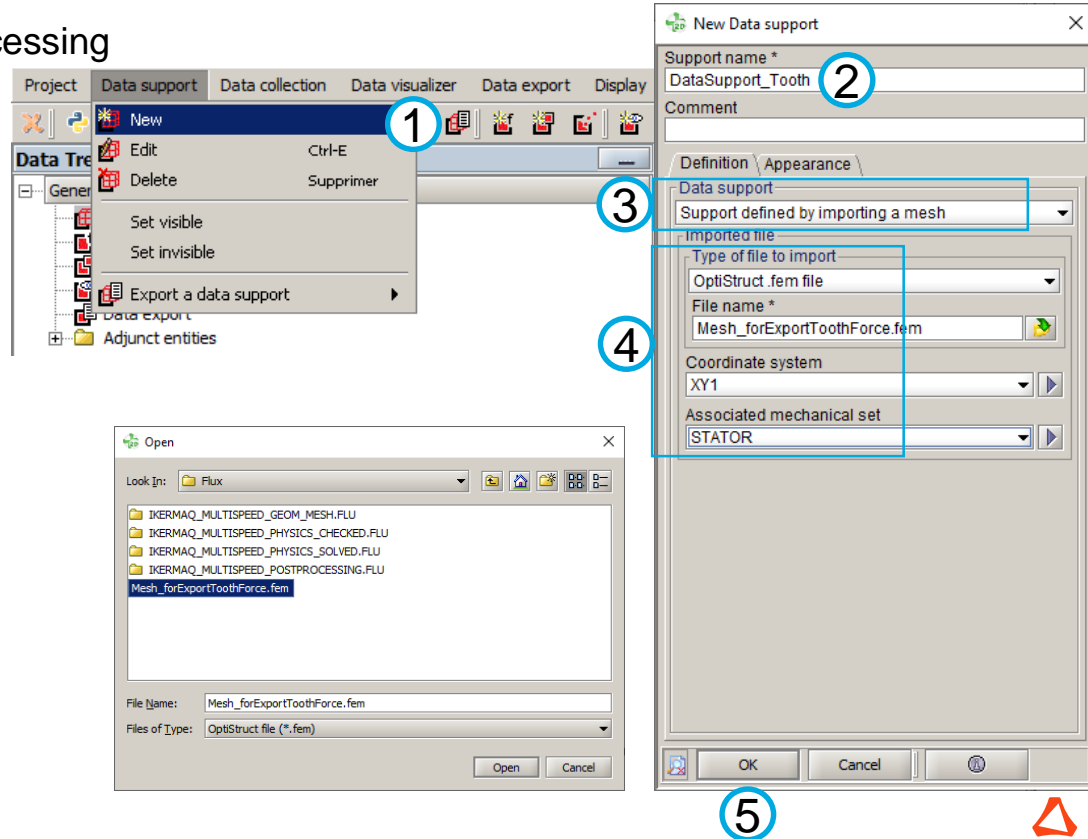 Project Data support Data collection Data visualizer Data export Display
New
1
Edit Ctrl-E
Delete Supprimer
Set visible
Set invisible
Export a data support
Data export
Adjunct entities
New Data support
Support name *
DataSupport_Tooth
2
Comment
Definition Appearance
3
Data support
Support defined by importing a mesh
Imported file
Type of file to import
OptiStruct .fem file
File name *
Mesh_forExportToothForce.fem
4
Coordinate system
XY1
Associated mechanical set
STATOR
Open
Look In: Flux
IKERMAQ_MULTISPEED_GEOM_MESH.FLU
IKERMAQ_MULTISPEED_PHYSICS_CHECKED.FLU
IKERMAQ_MULTISPEED_PHYSICS_SOLVED.FLU
IKERMAQ_MULTISPEED_POSTPROCESSING.FLU
Mesh_forExportToothForce.fem
File Name: Mesh_forExportToothForce.fem
Files of Type: OptiStruct file (*.fem)
Open Cancel
OK Cancel
5